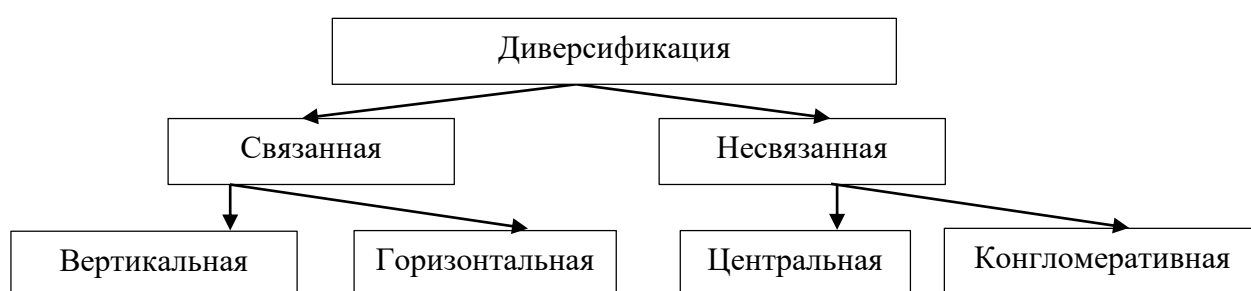 Диверсификация
Связанная
Несвязанная
Вертикальная
Горизонтальная
Центральная
Конгломеративная